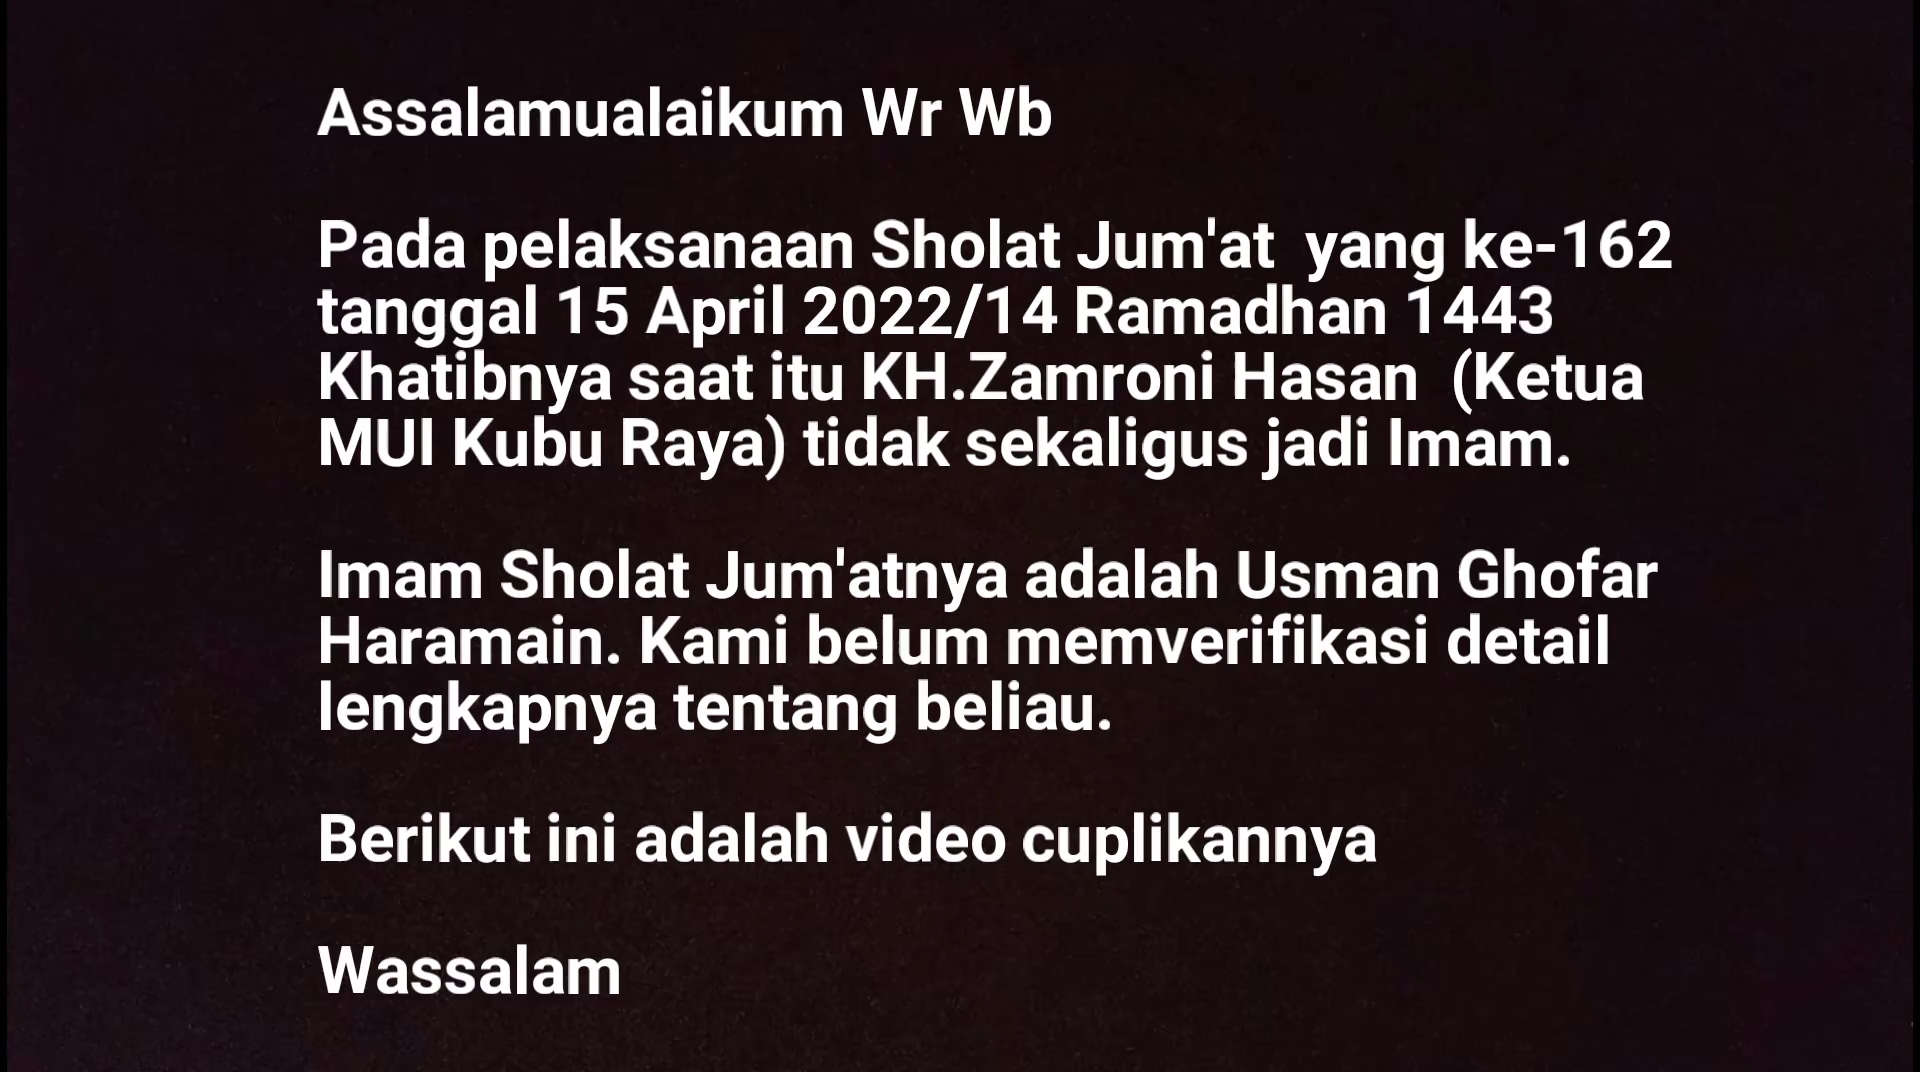 Assalamualaikum Wr Wb
Pada pelaksanaan Sholat Jum'at  yang ke-162
tanggal 15 April 2022/14 Ramadhan 1443
Khatibnya saat itu KH.Zamroni Hasan  (Ketua
MUI Kubu Raya) tidak sekaligus jadi Imam.
Imam Sholat Jum'atnya adalah Usman Ghofar
Haramain. Kami belum memverifikasi detail
lengkapnya tentang beliau.
Berikut ini adalah video cuplikannya
Wassalam